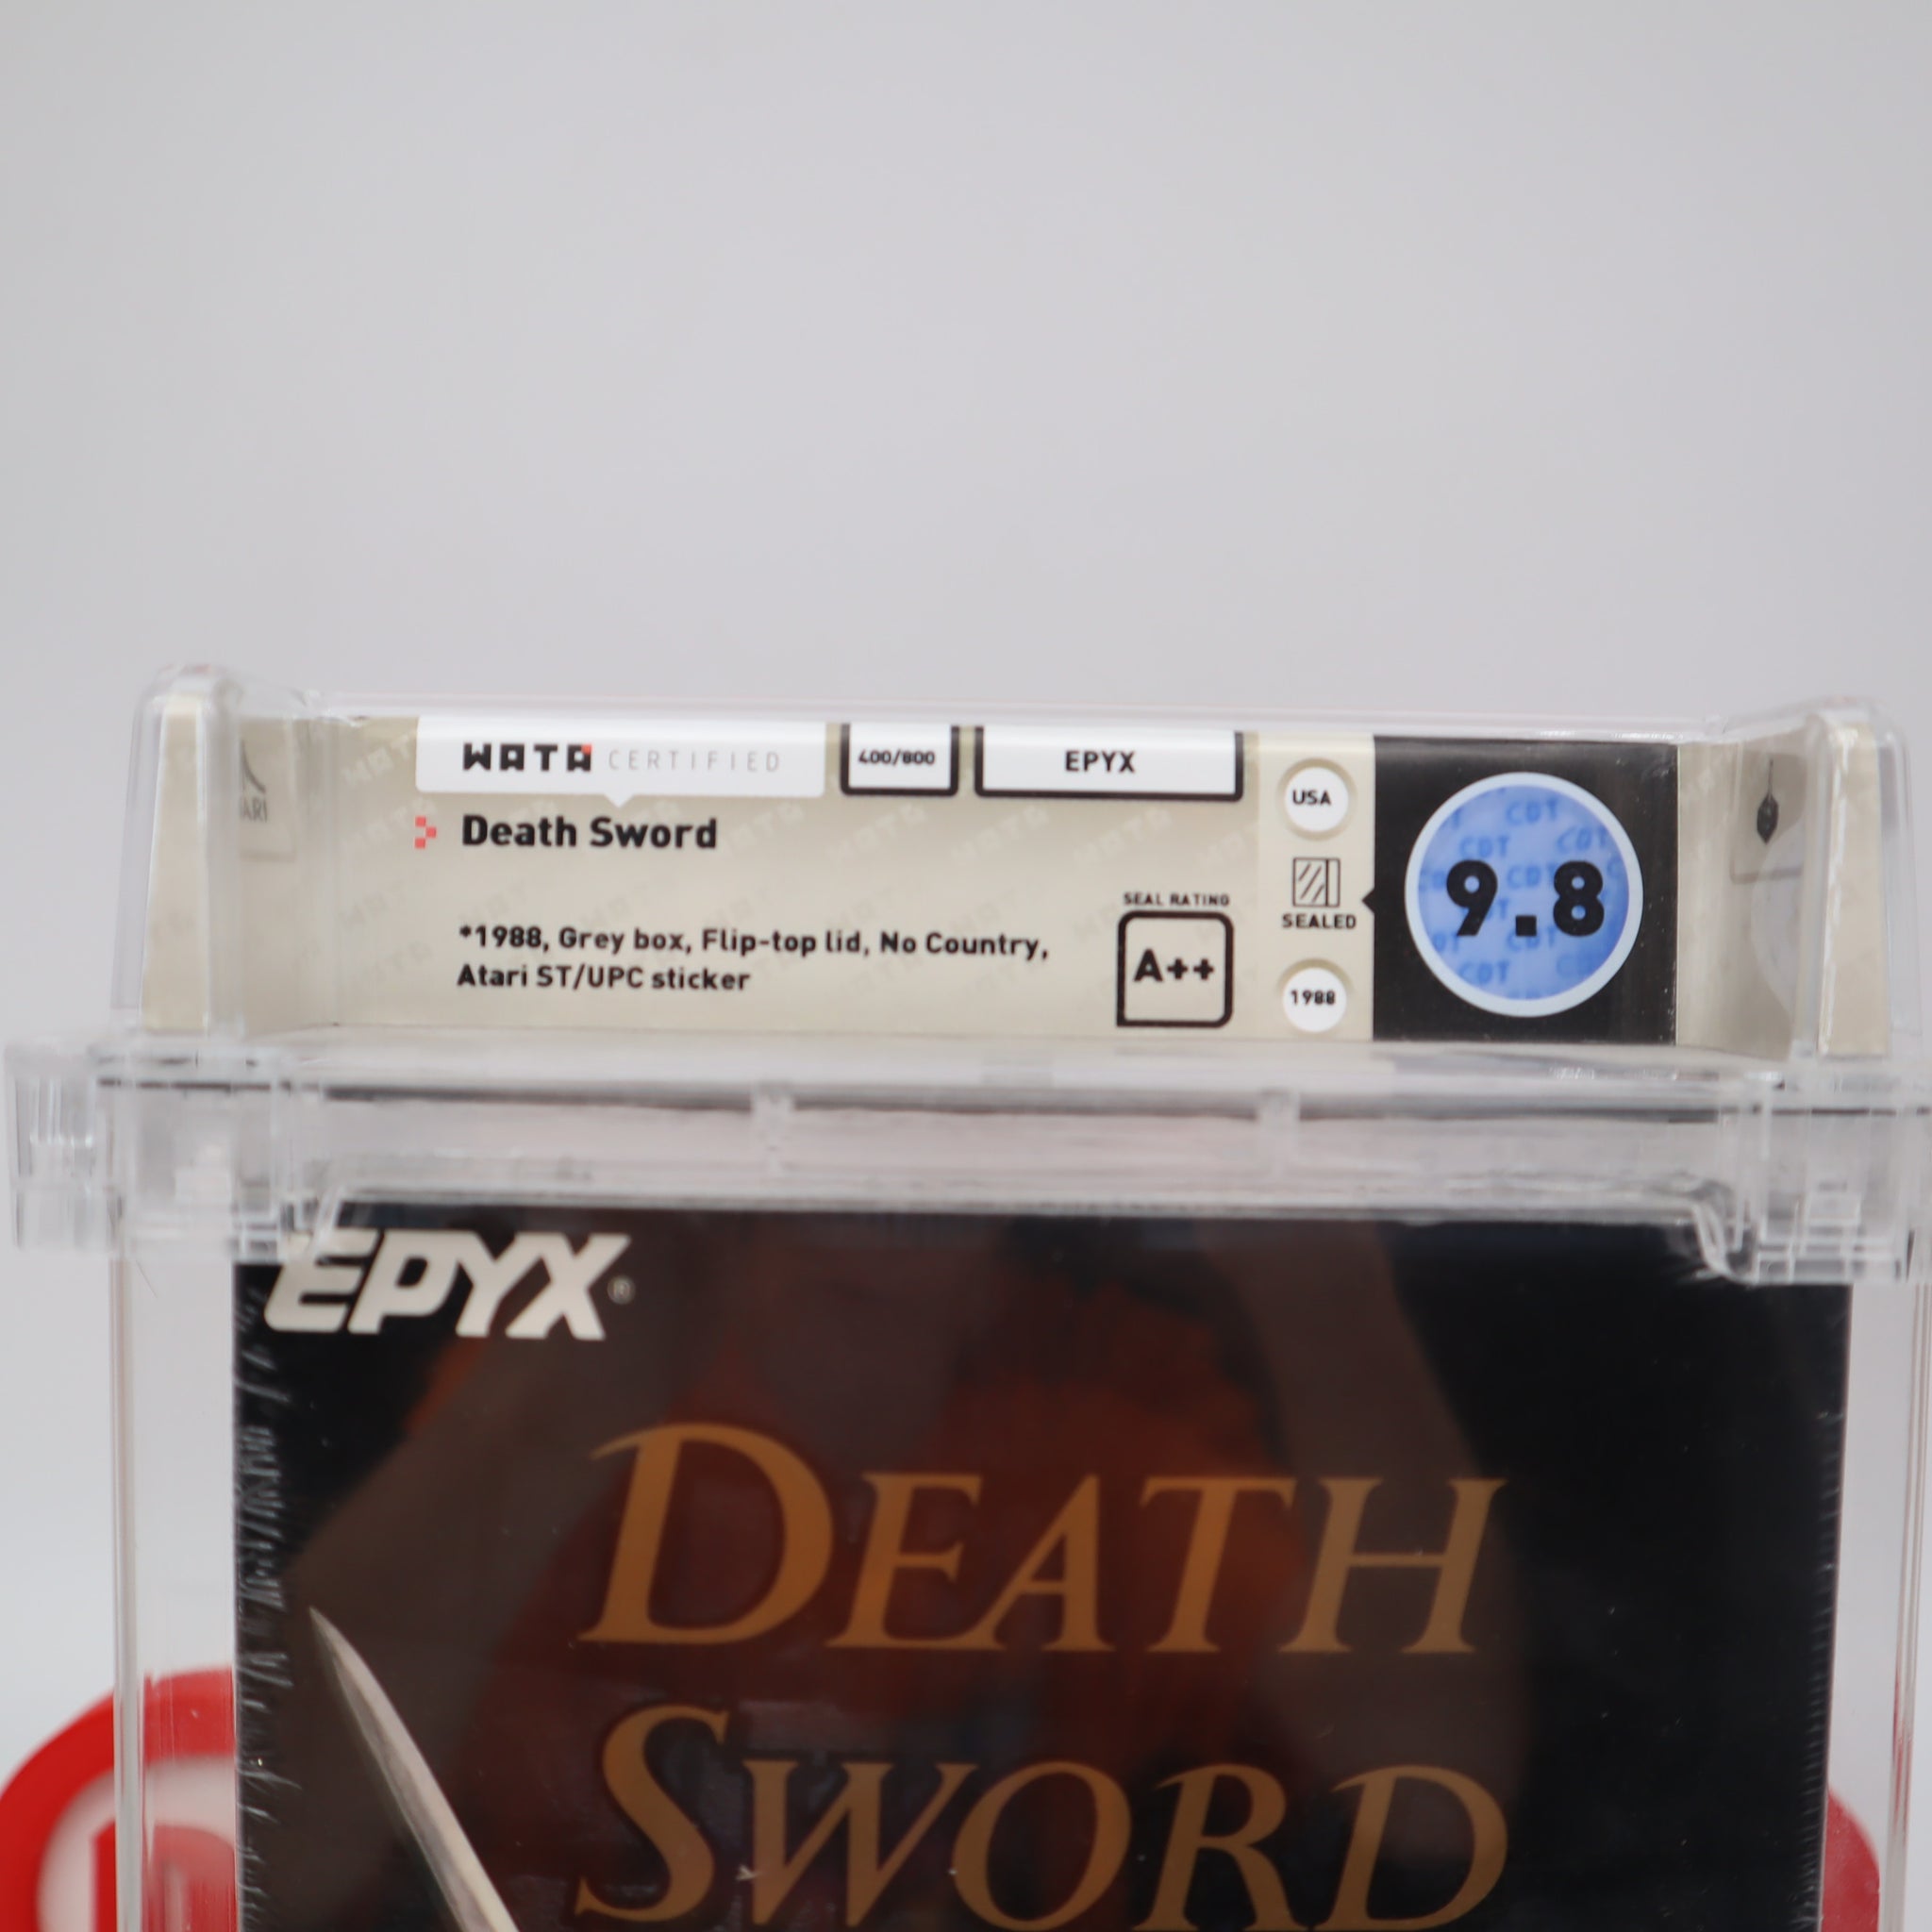 WATA CERTIFIED
400/800
EPYX
Death Sword
*1988, Grey box, Flip-top lid, No Country,
Atari ST/UPC sticker
SEAL RATING
A++
USA
SEALED
1988
9.8
EPYX®
DEATH
SWORD